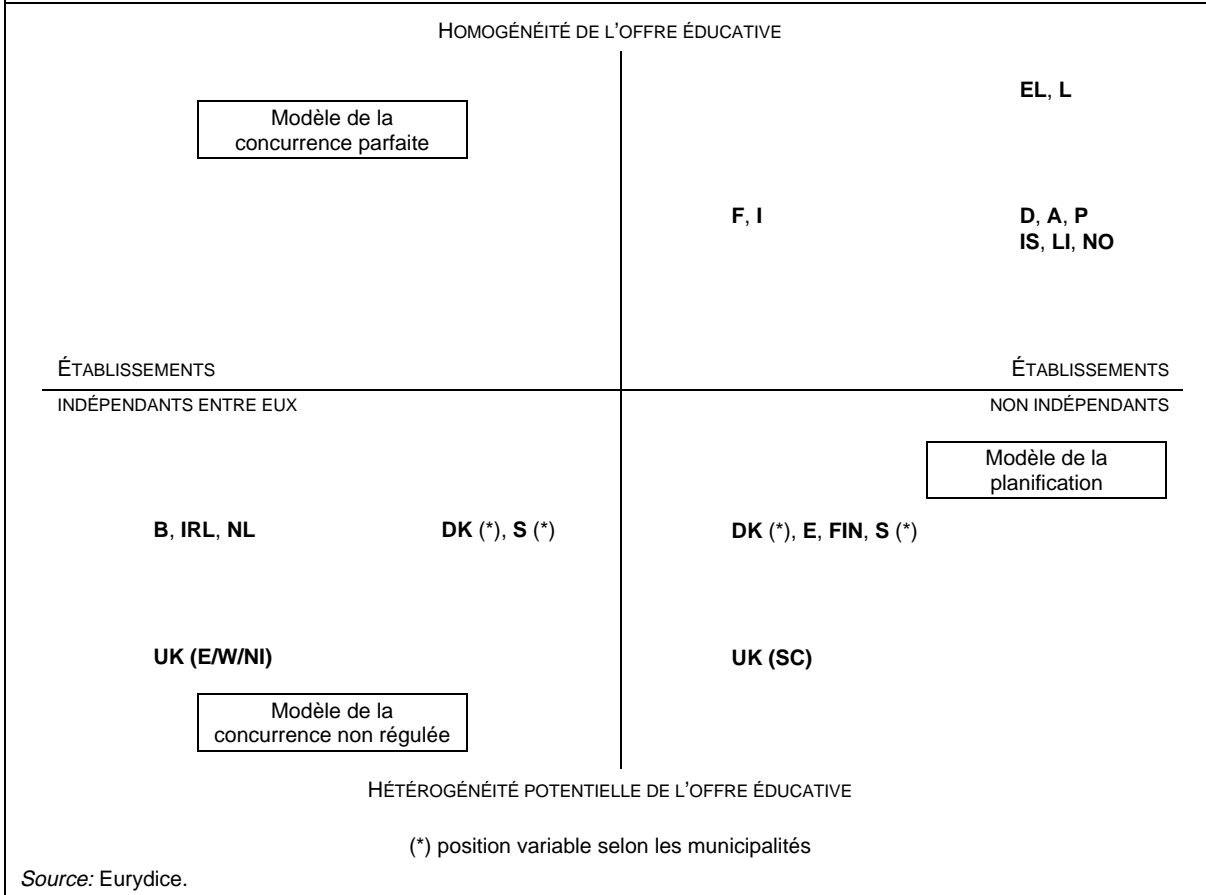 HOMOGÉNÉITÉ DE L'OFFRE ÉDUCATIVE
EL, L
Modèle de la
concurrence parfaite
F, I
D, A, P
IS, LI, NO
ÉTABLISSEMENTS
ÉTABLISSEMENTS
INDÉPENDANTS ENTRE EUX
NON INDÉPENDANTS
Modèle de la
planification
B, IRL, NL
DK (*), S (*)
DK (*), E, FIN, S (*)
UK (E/W/NI)
UK (SC)
Modèle de la
concurrence non régulée
HÉTÉROGÉNÉITÉ POTENTIELLE DE L'OFFRE ÉDUCATIVE
(*) position variable selon les municipalités
Source: Eurydice.